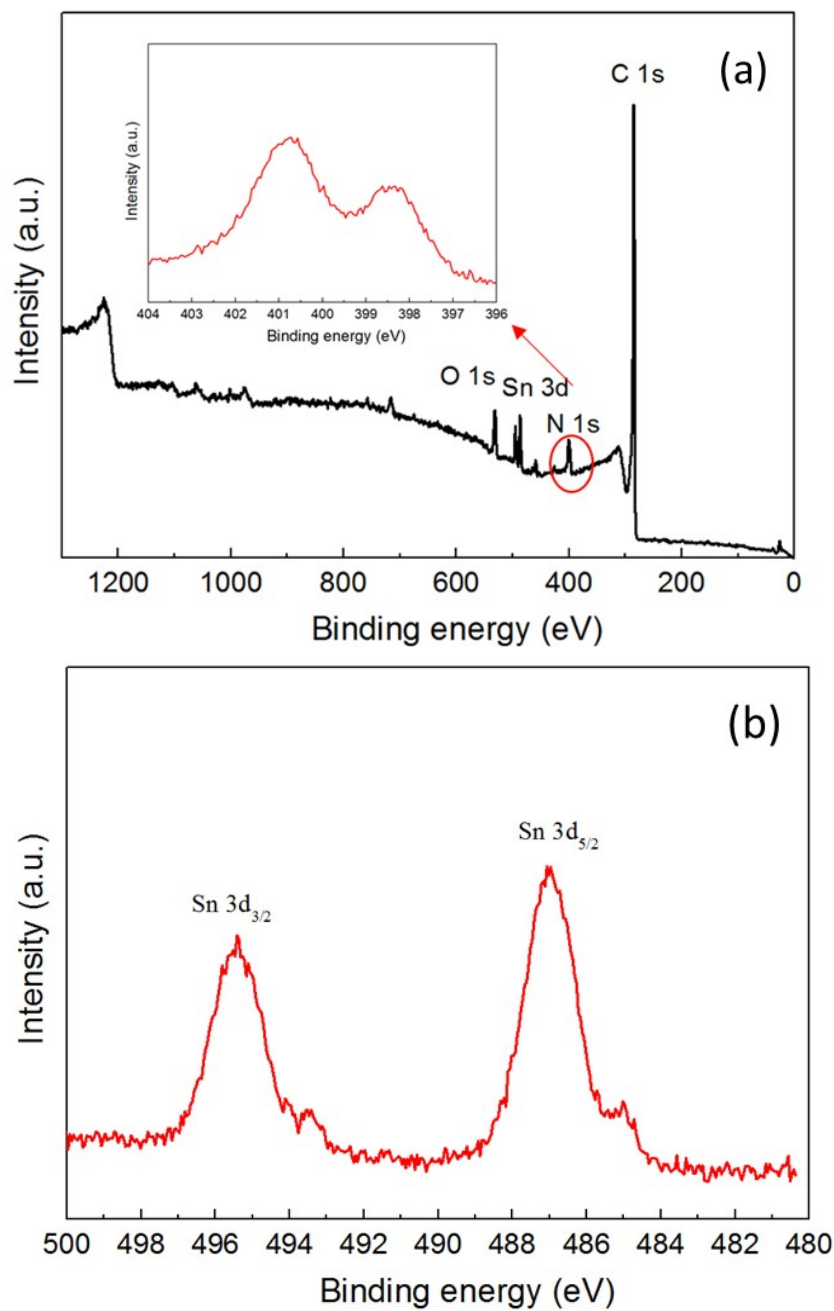 (a)
C 1s
Intensity (a.u.)
404 403 402 401 400 399 398 397 396
Binding energy (eV)
Intensity (a.u.)
O 1s
Sn 3d
N 1s
1200 1000 800 600 400 200 0
Binding energy (eV)
(b)
Sn 3d5/2
Sn 3d3/2
Intensity (a.u.)
500 498 496 494 492 490 488 486 484 482 480
Binding energy (eV)